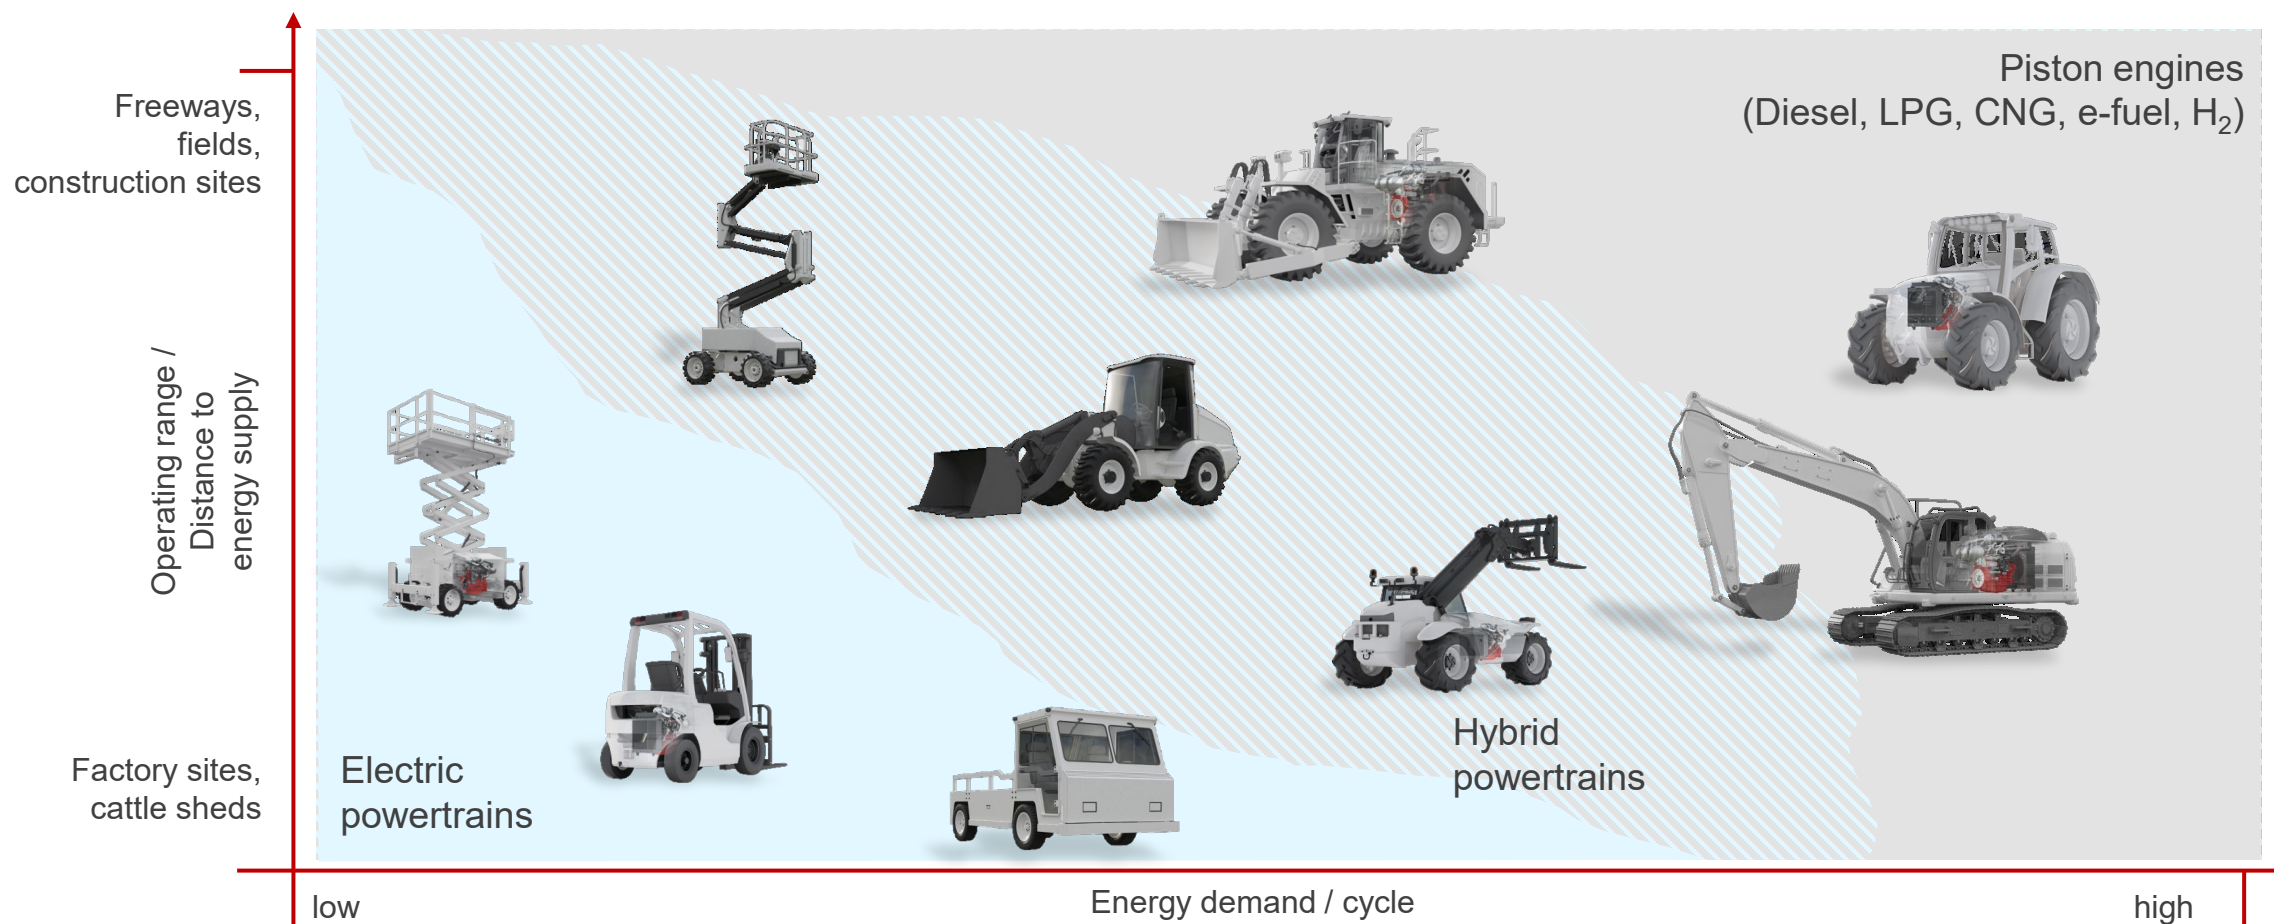 Piston engines
(Diesel, LPG, CNG, e-fuel, H₂)
Freeways,
fields,
construction sites
Operating range /
Distance to
energy supply
Factory sites,
cattle sheds
Electric
powertrains
Hybrid
powertrains
low
Energy demand / cycle
high